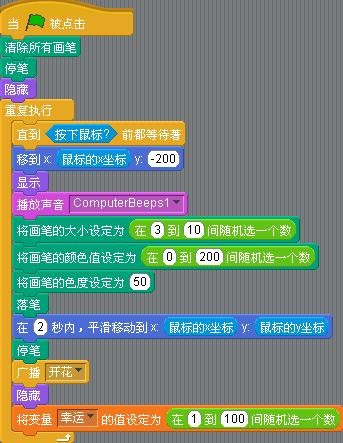 当 被点击
清除所有画笔
停笔
隐藏
重复执行
直到 按下鼠标? 前都等待著
移到 x: 鼠标的x坐标 y: -200
显示
播放声音 ComputerBeeps1
将画笔的大小设定为 在 3 到 10 间随机选一个数
将画笔的颜色值设定为 在 0 到 200 间随机选一个数
将画笔的色度设定为 50
落笔
在 2 秒内，平滑移动到 x: 鼠标的x坐标 y: 鼠标的y坐标
停笔
广播 开花
隐藏
将变量 幸运 的值设定为 在 1 到 100 间随机选一个数